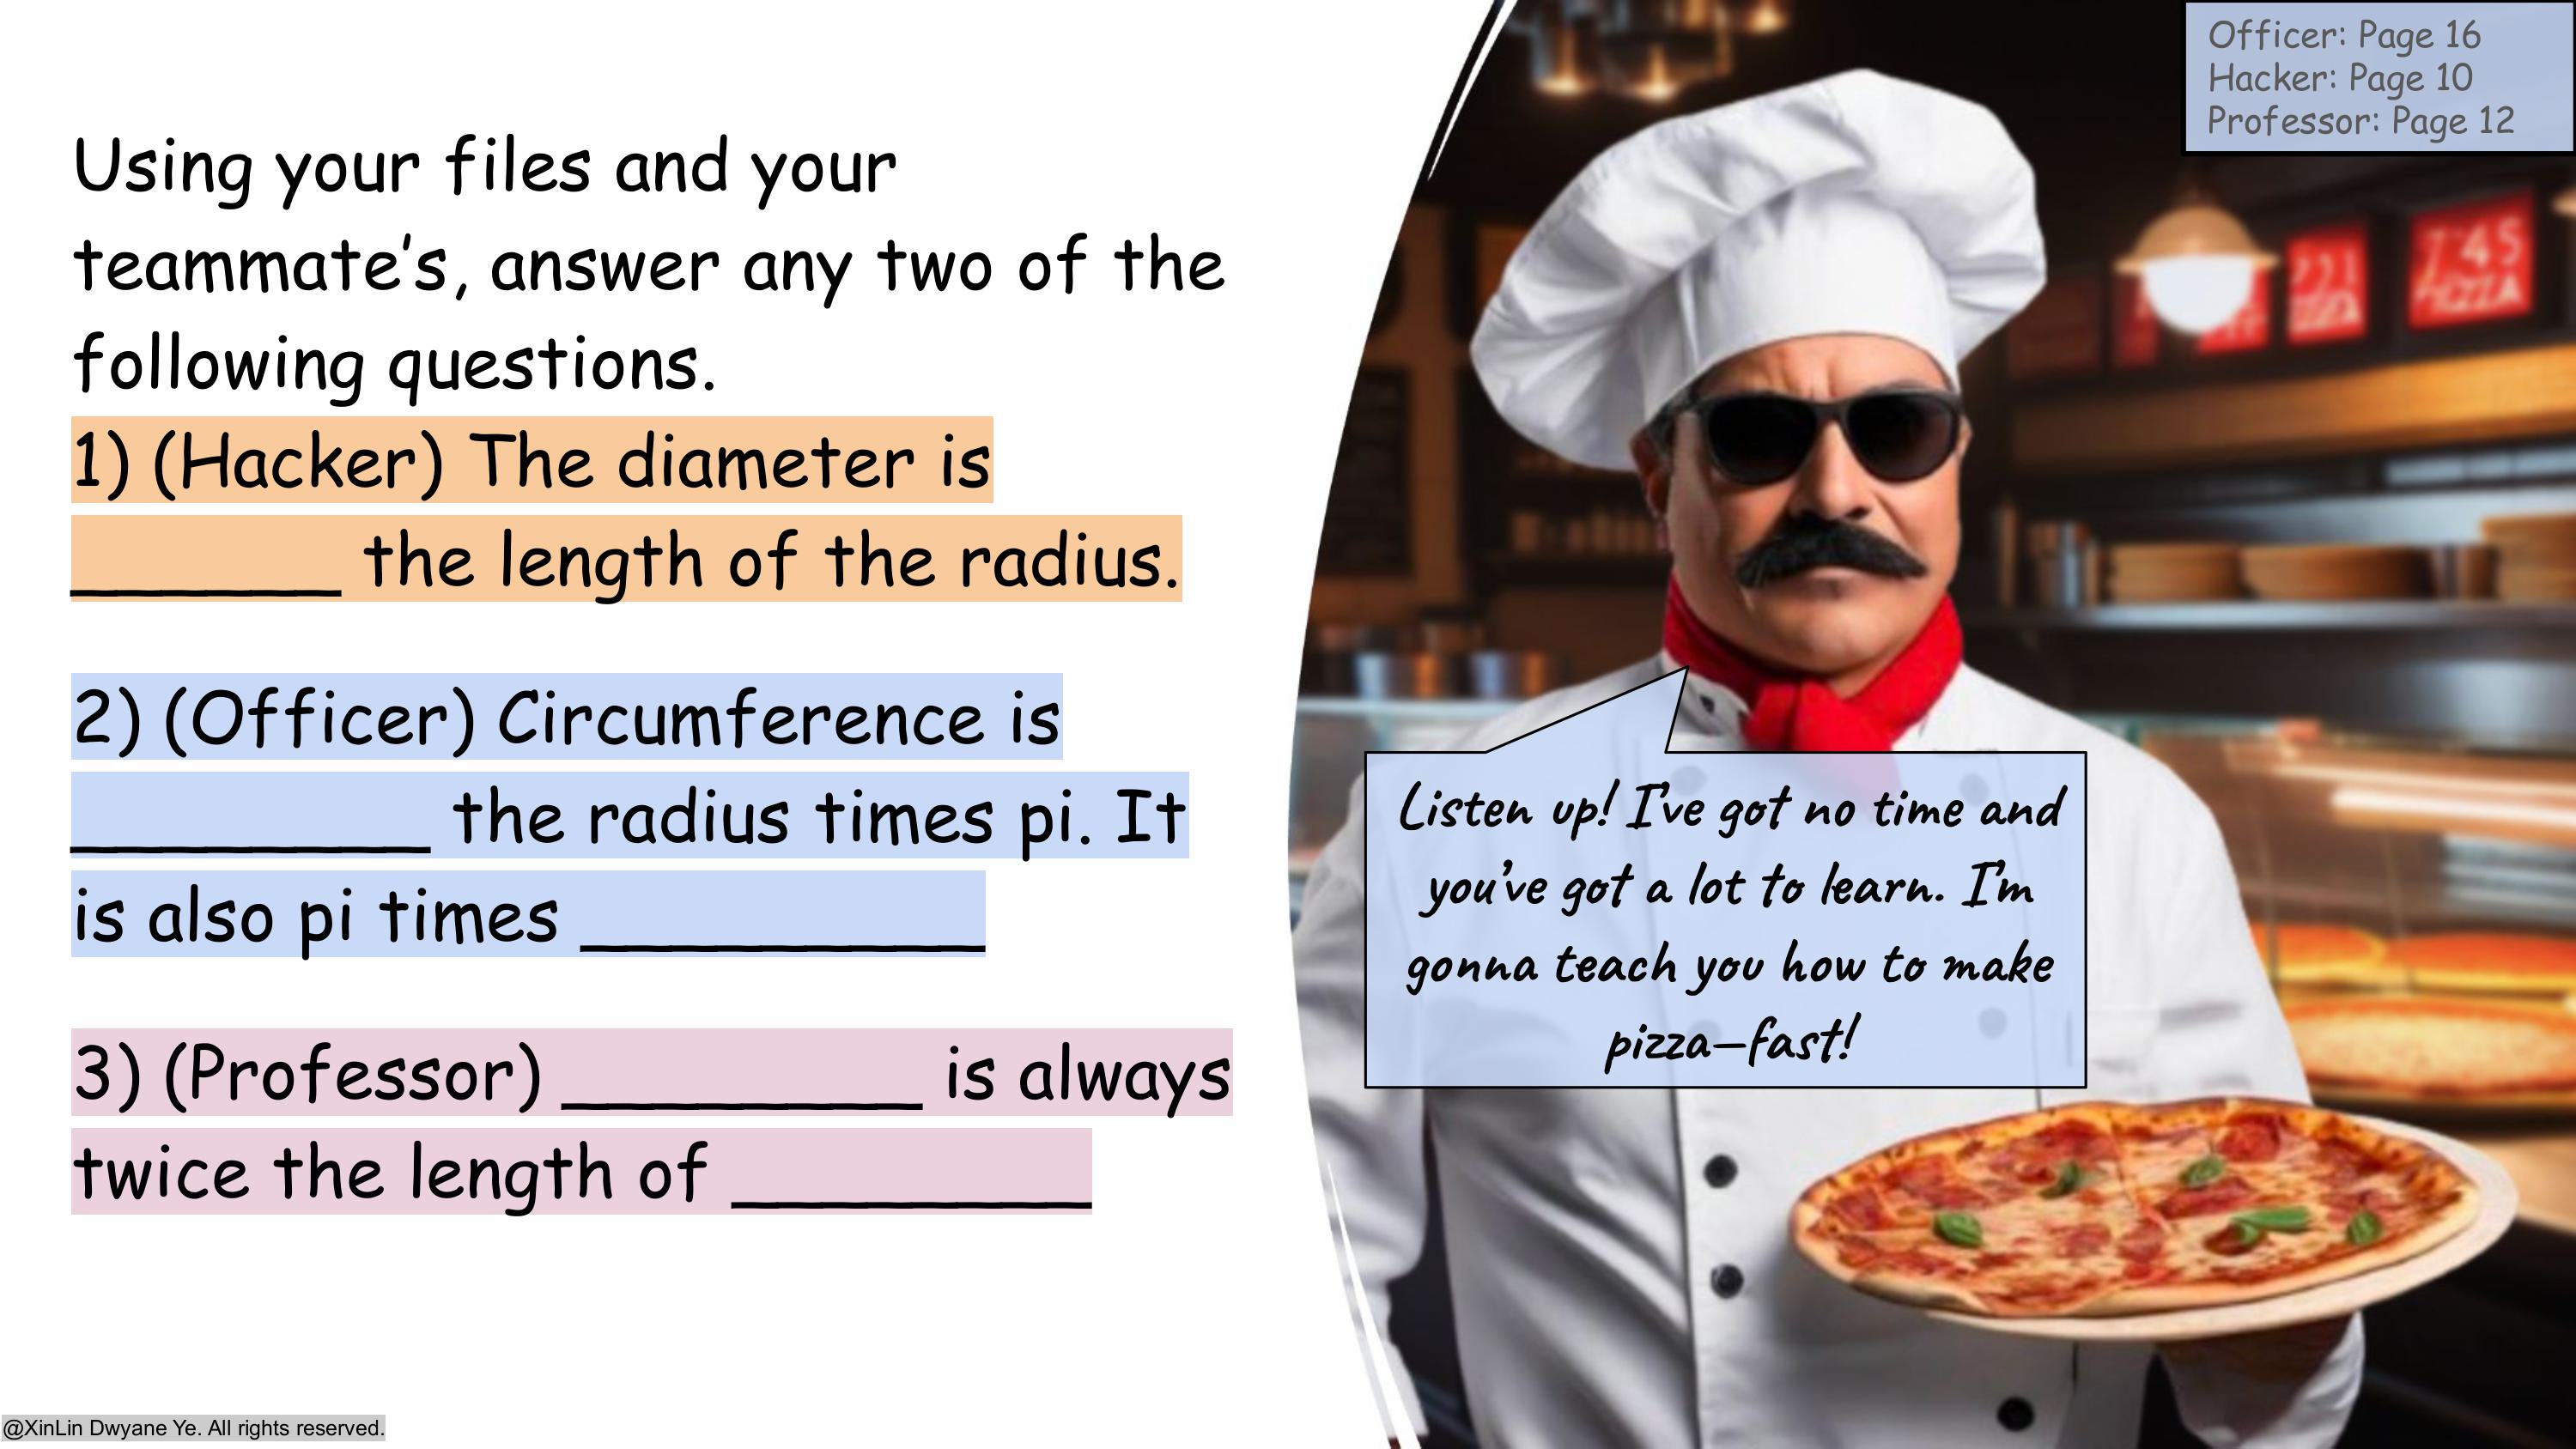 Officer: Page 16
Hacker: Page 10
Professor: Page 12
Using your files and your
teammate’s, answer any two of the
following questions.
1) (Hacker) The diameter is
______ the length of the radius.
2) (Officer) Circumference is
________ the radius times pi. It
is also pi times _________
3) (Professor) ________ is always
twice the length of ________
Listen up! I’ve got no time and
you’ve got a lot to learn. I’m
gonna teach you how to make
pizza—fast!
@XinLin Dwyane Ye. All rights reserved.